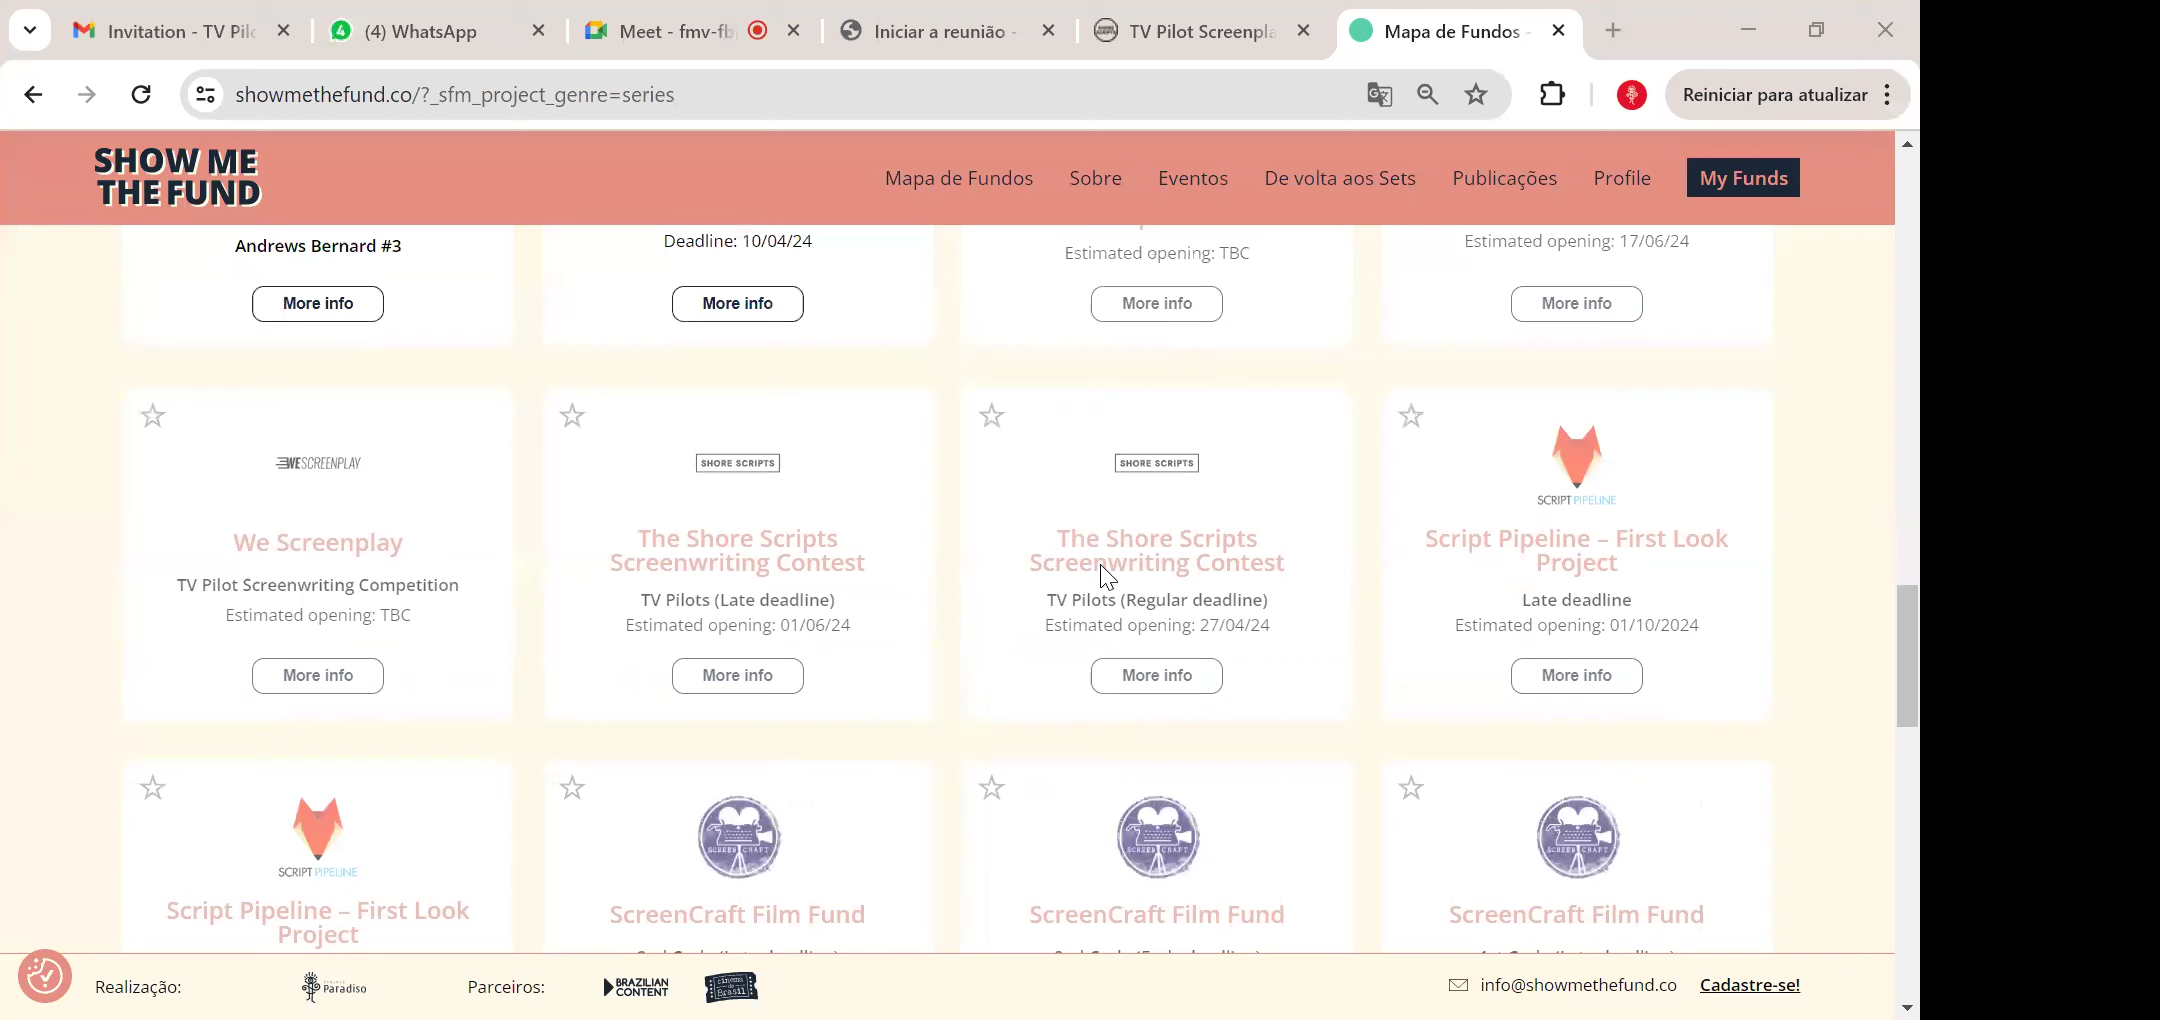 Invitation - TV Pil
(4) WhatsApp
Meet - fmv-fb
Iniciar a reunião -
TV Pilot Screenpla
Mapa de Fundos -
showmethefund.co/?_sfm_project_genre=series
Reiniciar para atualizar
SHOW ME
THE FUND
Mapa de Fundos
Sobre
Eventos
De volta aos Sets
Publicações
Profile
My Funds
Andrews Bernard #3
Deadline: 10/04/24
Estimated opening: TBC
Estimated opening: 17/06/24
More info
More info
More info
More info
WESCREENPLAY
SHORE SCRIPTS
SHORE SCRIPTS
SCRIPT PIPELINE
We Screenplay
The Shore Scripts
Screenwriting Contest
The Shore Scripts
Screenwriting Contest
Script Pipeline – First Look
Project
TV Pilot Screenwriting Competition
TV Pilots (Late deadline)
TV Pilots (Regular deadline)
Late deadline
Estimated opening: TBC
Estimated opening: 01/06/24
Estimated opening: 27/04/24
Estimated opening: 01/10/2024
More info
More info
More info
More info
SCRIPT PIPELINE
SCREENCRAFT
SCREENCRAFT
SCREENCRAFT
Script Pipeline – First Look
Project
ScreenCraft Film Fund
ScreenCraft Film Fund
ScreenCraft Film Fund
Realização:
Paradiso
Parceiros:
BRAZILIAN
CONTENT
cinema do
Brasil
info@showmethefund.co
Cadastre-se!